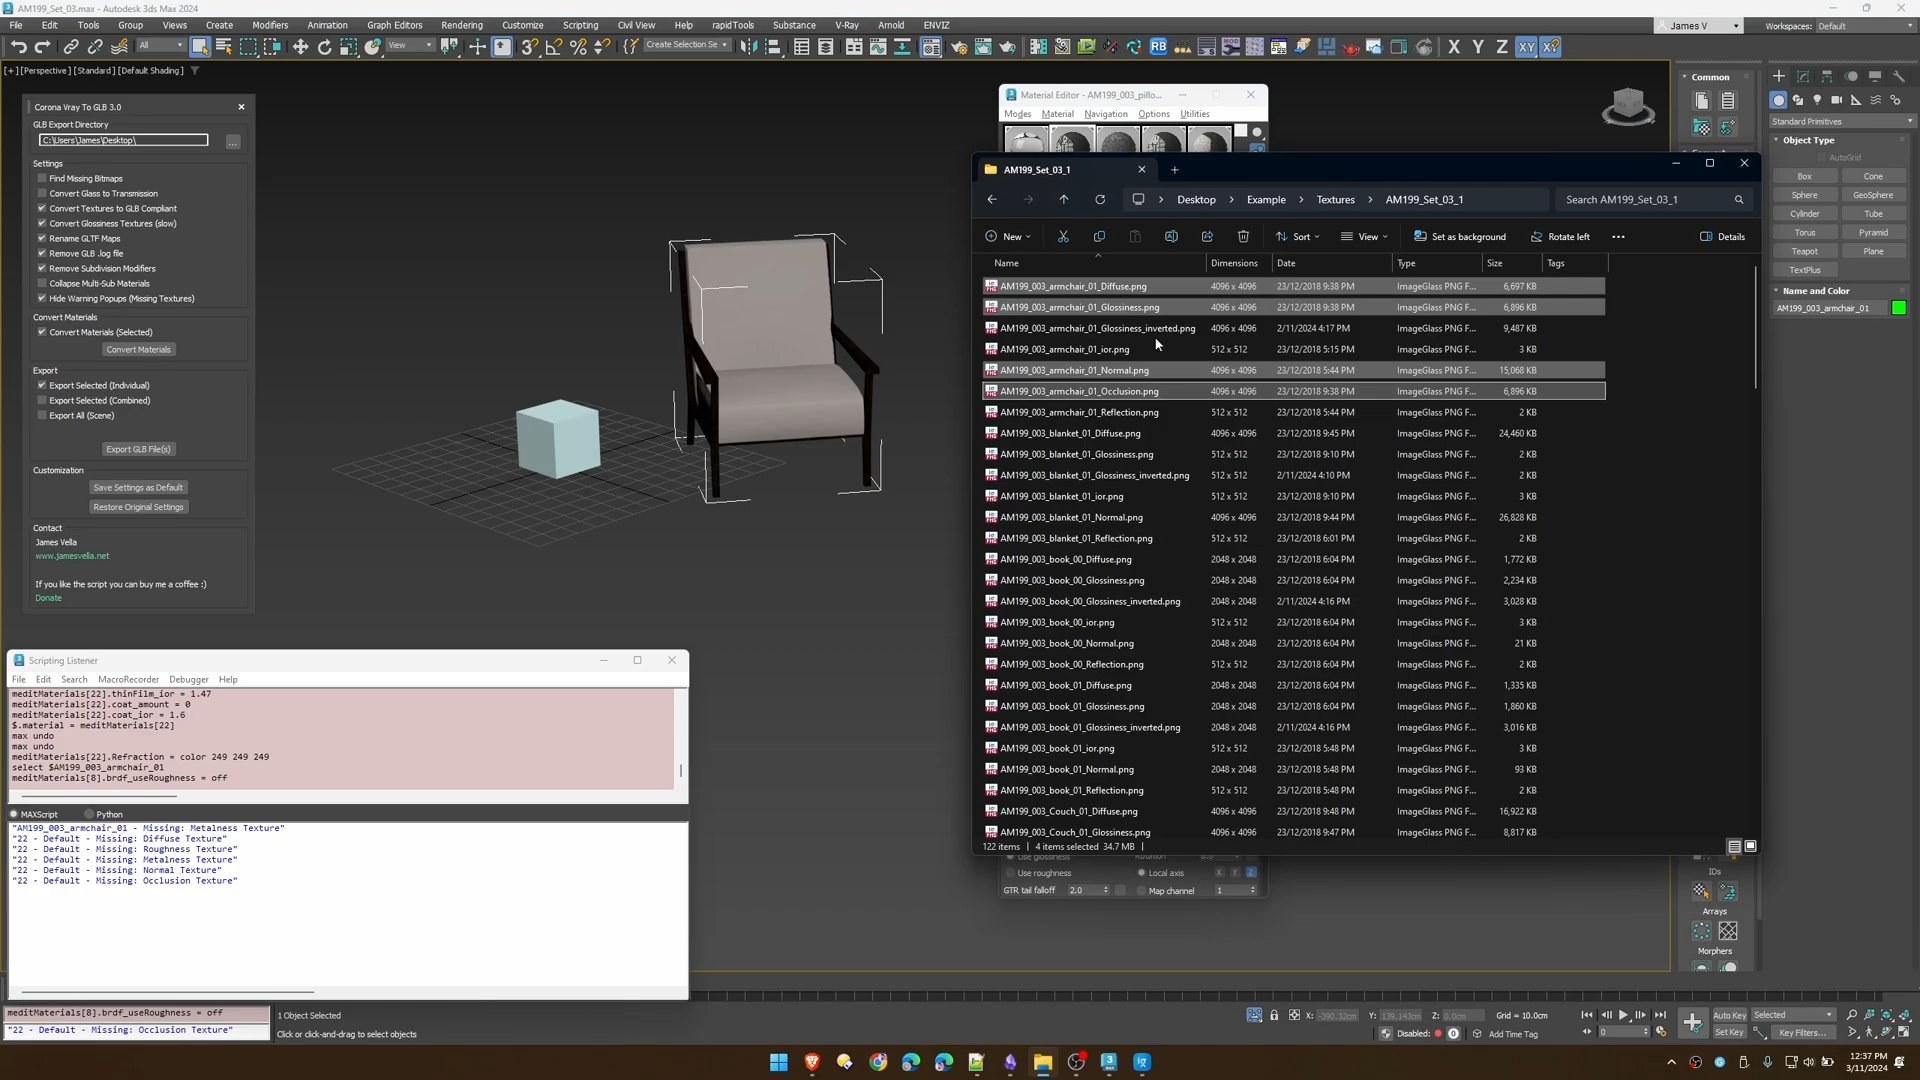 AM199_Set_03.max - Autodesk 3ds Max 2024
File Edit Tools Group Views Create Modifiers Animation Graph Editors Rendering Customize Scripting Civil View Help rapidTools Substance V-Ray Arnold ENVIZ
James V
Workspaces: Default
All
View
Create Selection Se
RB
X Y Z XY
[+] [Perspective] [Standard] [Default Shading]
Corona Vray To GLB 3.0
GLB Export Directory
C:\Users\James\Desktop\
...
Settings
Find Missing Bitmaps
Convert Glass to Transmission
Convert Textures to GLB Compliant
Convert Glossiness Textures (slow)
Rename GLTF Maps
Remove GLB .log file
Remove Subdivision Modifiers
Collapse Multi-Sub Materials
Hide Warning Popups (Missing Textures)
Convert Materials
Convert Materials (Selected)
Convert Materials
Export
Export Selected (Individual)
Export Selected (Combined)
Export All (Scene)
Export GLB File(s)
Customization
Save Settings as Default
Restore Original Settings
Contact
James Vella
www.jamesvella.net
If you like the script you can buy me a coffee :)
Donate
Material Editor - AM199_003_pillo...
Modes Material Navigation Options Utilities
AM199_Set_03_1
Desktop > Example > Textures > AM199_Set_03_1
Search AM199_Set_03_1
New Sort View Set as background Rotate left ... Details
Name Dimensions Date Type Size Tags
AM199_003_armchair_01_Diffuse.png 4096 x 4096 23/12/2018 9:38 PM ImageGlass PNG F... 6,697 KB
AM199_003_armchair_01_Glossiness.png 4096 x 4096 23/12/2018 9:38 PM ImageGlass PNG F... 6,896 KB
AM199_003_armchair_01_Glossiness_inverted.png 4096 x 4096 2/11/2024 4:17 PM ImageGlass PNG F... 9,487 KB
AM199_003_armchair_01_ior.png 512 x 512 23/12/2018 5:15 PM ImageGlass PNG F... 3 KB
AM199_003_armchair_01_Normal.png 4096 x 4096 23/12/2018 5:44 PM ImageGlass PNG F... 15,068 KB
AM199_003_armchair_01_Occlusion.png 4096 x 4096 23/12/2018 9:38 PM ImageGlass PNG F... 6,896 KB
AM199_003_armchair_01_Reflection.png 512 x 512 23/12/2018 5:44 PM ImageGlass PNG F... 2 KB
AM199_003_blanket_01_Diffuse.png 4096 x 4096 23/12/2018 9:45 PM ImageGlass PNG F... 24,460 KB
AM199_003_blanket_01_Glossiness.png 512 x 512 23/12/2018 9:10 PM ImageGlass PNG F... 2 KB
AM199_003_blanket_01_Glossiness_inverted.png 512 x 512 2/11/2024 4:10 PM ImageGlass PNG F... 2 KB
AM199_003_blanket_01_ior.png 512 x 512 23/12/2018 9:10 PM ImageGlass PNG F... 3 KB
AM199_003_blanket_01_Normal.png 4096 x 4096 23/12/2018 9:44 PM ImageGlass PNG F... 26,828 KB
AM199_003_blanket_01_Reflection.png 512 x 512 23/12/2018 6:01 PM ImageGlass PNG F... 2 KB
AM199_003_book_00_Diffuse.png 2048 x 2048 23/12/2018 6:04 PM ImageGlass PNG F... 1,772 KB
AM199_003_book_00_Glossiness.png 2048 x 2048 23/12/2018 6:04 PM ImageGlass PNG F... 2,234 KB
AM199_003_book_00_Glossiness_inverted.png 2048 x 2048 2/11/2024 4:16 PM ImageGlass PNG F... 3,028 KB
AM199_003_book_00_ior.png 512 x 512 23/12/2018 6:04 PM ImageGlass PNG F... 3 KB
AM199_003_book_00_Normal.png 2048 x 2048 23/12/2018 6:04 PM ImageGlass PNG F... 21 KB
AM199_003_book_00_Reflection.png 512 x 512 23/12/2018 6:04 PM ImageGlass PNG F... 2 KB
AM199_003_book_01_Diffuse.png 2048 x 2048 23/12/2018 6:04 PM ImageGlass PNG F... 1,335 KB
AM199_003_book_01_Glossiness.png 2048 x 2048 23/12/2018 6:04 PM ImageGlass PNG F... 1,860 KB
AM199_003_book_01_Glossiness_inverted.png 2048 x 2048 2/11/2024 4:16 PM ImageGlass PNG F... 3,016 KB
AM199_003_book_01_ior.png 512 x 512 23/12/2018 5:48 PM ImageGlass PNG F... 3 KB
AM199_003_book_01_Normal.png 2048 x 2048 23/12/2018 5:48 PM ImageGlass PNG F... 93 KB
AM199_003_book_01_Reflection.png 512 x 512 23/12/2018 5:48 PM ImageGlass PNG F... 2 KB
AM199_003_Couch_01_Diffuse.png 4096 x 4096 23/12/2018 9:48 PM ImageGlass PNG F... 16,922 KB
AM199_003_Couch_01_Glossiness.png 4096 x 4096 23/12/2018 9:47 PM ImageGlass PNG F... 8,817 KB
122 items | 4 items selected 34.7 MB |
Use roughness Local axis X Y Z
GTR tail falloff 2.0 Map channel 1
Common
IDs
Arrays
Morphers
Standard Primitives
Object Type
AutoGrid
Box Cone
Sphere GeoSphere
Cylinder Tube
Torus Pyramid
Teapot Plane
TextPlus
Name and Color
AM199_003_armchair_01
Scripting Listener
File Edit Search MacroRecorder Debugger Help
meditMaterials[22].thinFilm_ior = 1.47
meditMaterials[22].coat_amount = 0
meditMaterials[22].coat_ior = 1.6
$.material = meditMaterials[22]
max undo
max undo
meditMaterials[22].Refraction = color 249 249 249
select $AM199_003_armchair_01
meditMaterials[8].brdf_useRoughness = off
MAXScript Python
"AM199_003_armchair_01 - Missing: Metalness Texture"
"22 - Default - Missing: Diffuse Texture"
"22 - Default - Missing: Roughness Texture"
"22 - Default - Missing: Metalness Texture"
"22 - Default - Missing: Normal Texture"
"22 - Default - Missing: Occlusion Texture"
meditMaterials[8].brdf_useRoughness = off
"22 - Default - Missing: Occlusion Texture"
1 Object Selected
Click or click-and-drag to select objects
X: -390.32cm Y: 139.143cm Z: 0.0cm Grid = 10.0cm
Disabled: 0 Add Time Tag
0
Auto Key Selected
Set Key Key Filters...
12:37 PM
3/11/2024